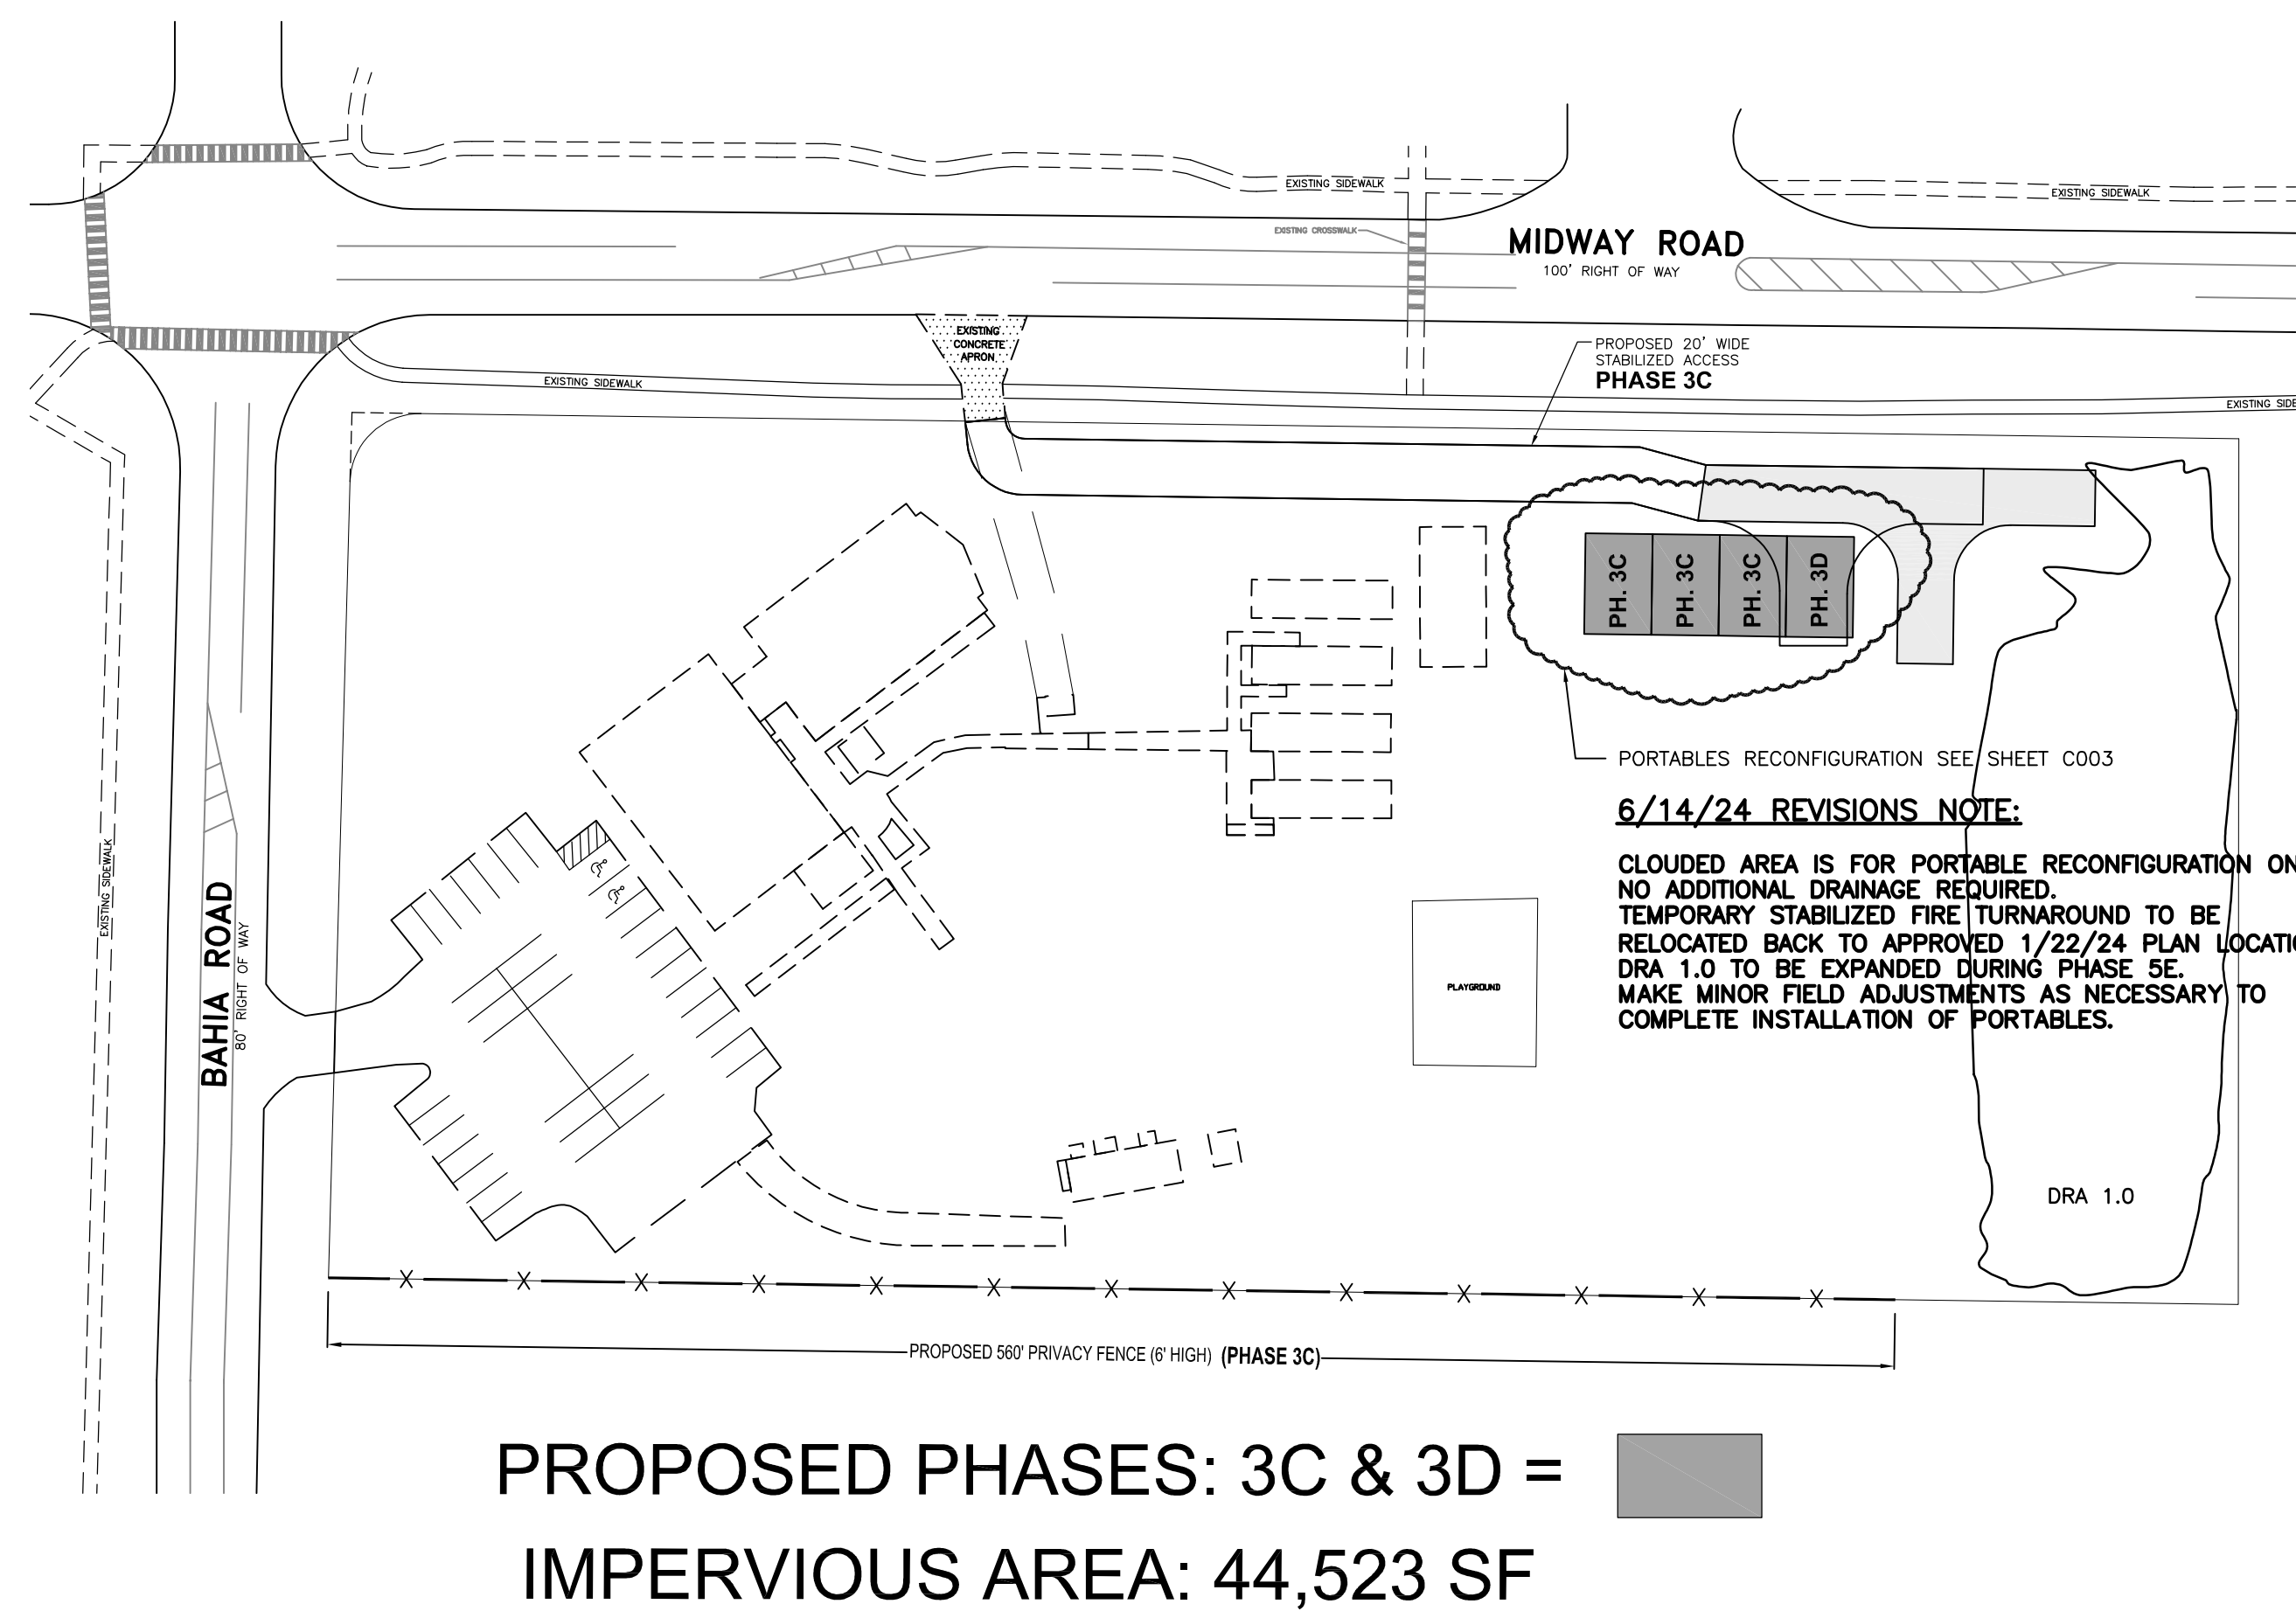 EXISTING SIDEWALK
EXISTING SIDEWALK
EXISTING CROSSWALK
MIDWAY ROAD
100' RIGHT OF WAY
EXISTING
CONCRETE
APRON
PROPOSED 20' WIDE
STABILIZED ACCESS
PHASE 3C
EXISTING SIDEWALK
EXISTING SIDE
PH. 3C
PH. 3C
PH. 3C
PH. 3D
PORTABLES RECONFIGURATION SEE SHEET C003
6/14/24 REVISIONS NOTE:
CLOUDED AREA IS FOR PORTABLE RECONFIGURATION ON
NO ADDITIONAL DRAINAGE REQUIRED.
TEMPORARY STABILIZED FIRE TURNAROUND TO BE
RELOCATED BACK TO APPROVED 1/22/24 PLAN LOCATI
DRA 1.0 TO BE EXPANDED DURING PHASE 5E.
MAKE MINOR FIELD ADJUSTMENTS AS NECESSARY TO
COMPLETE INSTALLATION OF PORTABLES.
EXISTING SIDEWALK
BAHIA ROAD
80' RIGHT OF WAY
PLAYGROUND
DRA 1.0
PROPOSED 560' PRIVACY FENCE (6' HIGH) (PHASE 3C)
PROPOSED PHASES: 3C & 3D =
IMPERVIOUS AREA: 44,523 SF